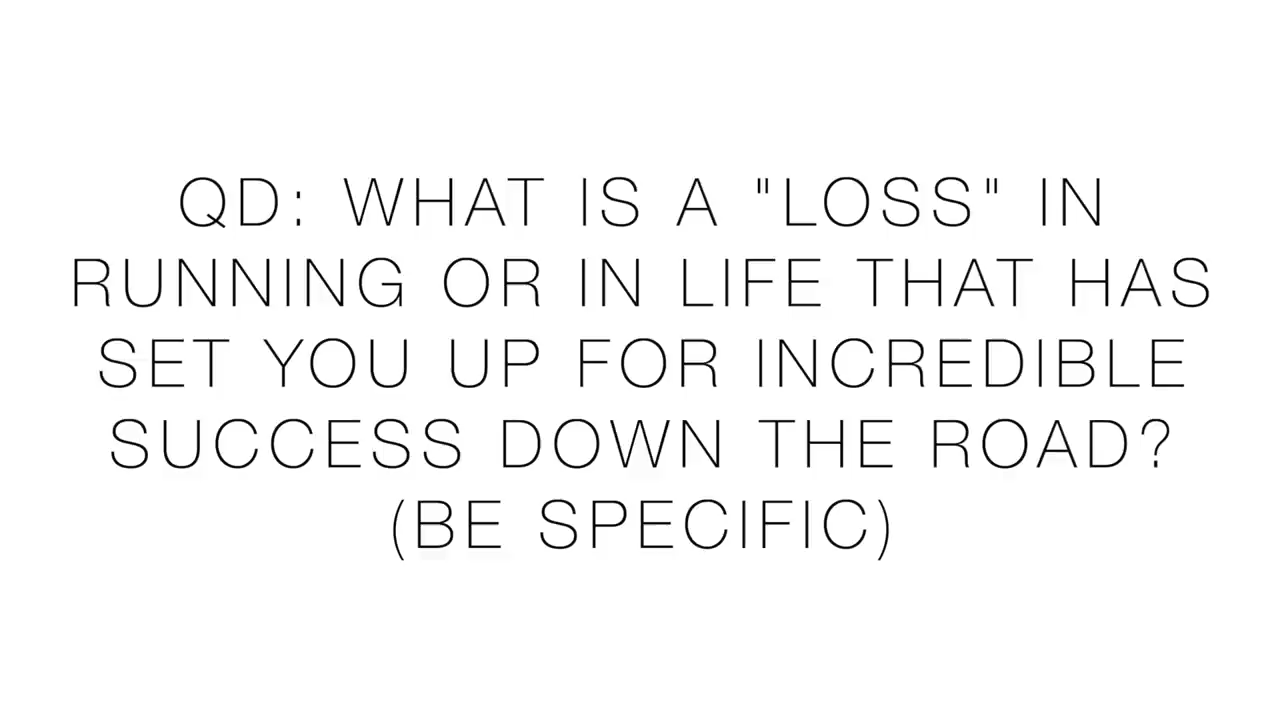 QD: WHAT IS A "LOSS" IN
RUNNING OR IN LIFE THAT HAS
SET YOU UP FOR INCREDIBLE
SUCCESS DOWN THE ROAD?
(BE SPECIFIC)